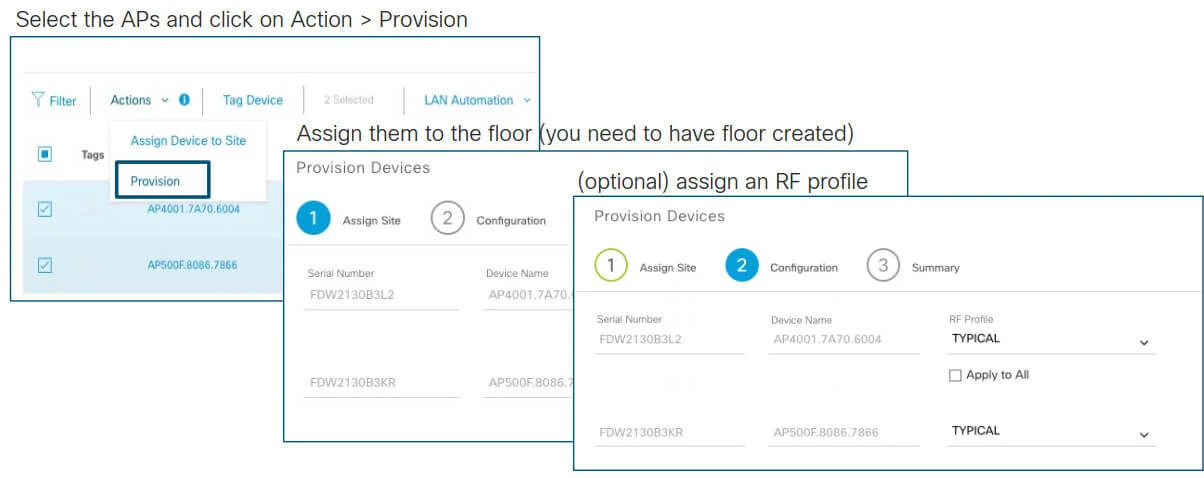 Select the APs and click on Action > Provision
Filter
Actions
Tag Device
2 Selected
LAN Automation
Assign Device to Site
Tags
Provision
AP4001.7A70.6004
AP500F.8086.7866
Assign them to the floor (you need to have floor created)
Provision Devices
1 Assign Site
2 Configuration
Serial Number
Device Name
FDW2130B3L2
AP4001.7A70.
FDW2130B3KR
AP500F.8086.7
(optional) assign an RF profile
Provision Devices
1 Assign Site
2 Configuration
3 Summary
Serial Number
Device Name
RF Profile
FDW2130B3L2
AP4001.7A70.6004
TYPICAL
Apply to All
FDW2130B3KR
AP500F.8086.7866
TYPICAL